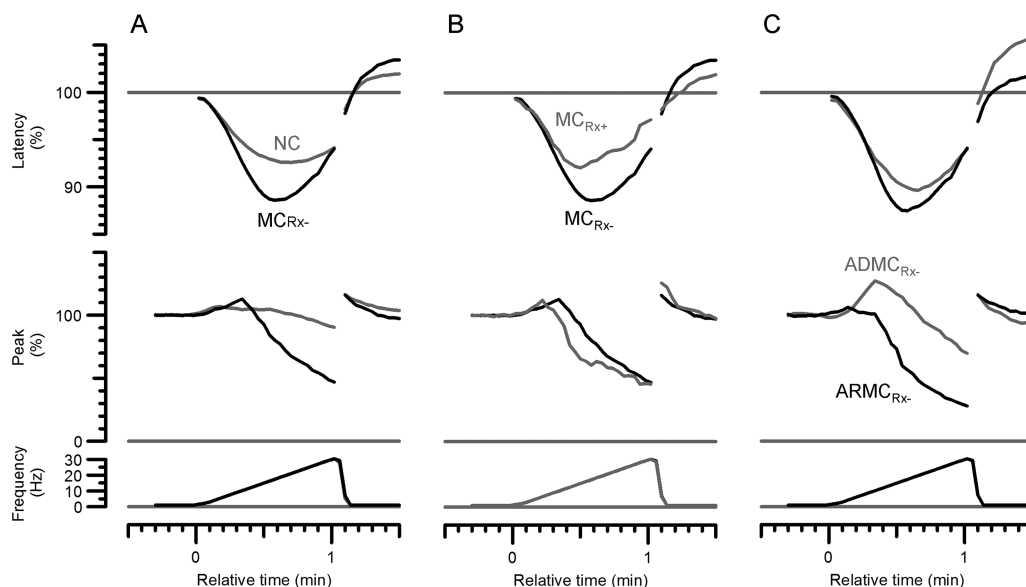 A
B
C
Latency
(%)
100
90
NC
MCRx-
MCRx+
MCRx-
Peak
(%)
100
0
ADMCRx-
ARMCRx-
Frequency
(Hz)
30
20
10
0
0
1
0
1
0
1
Relative time (min)
Relative time (min)
Relative time (min)